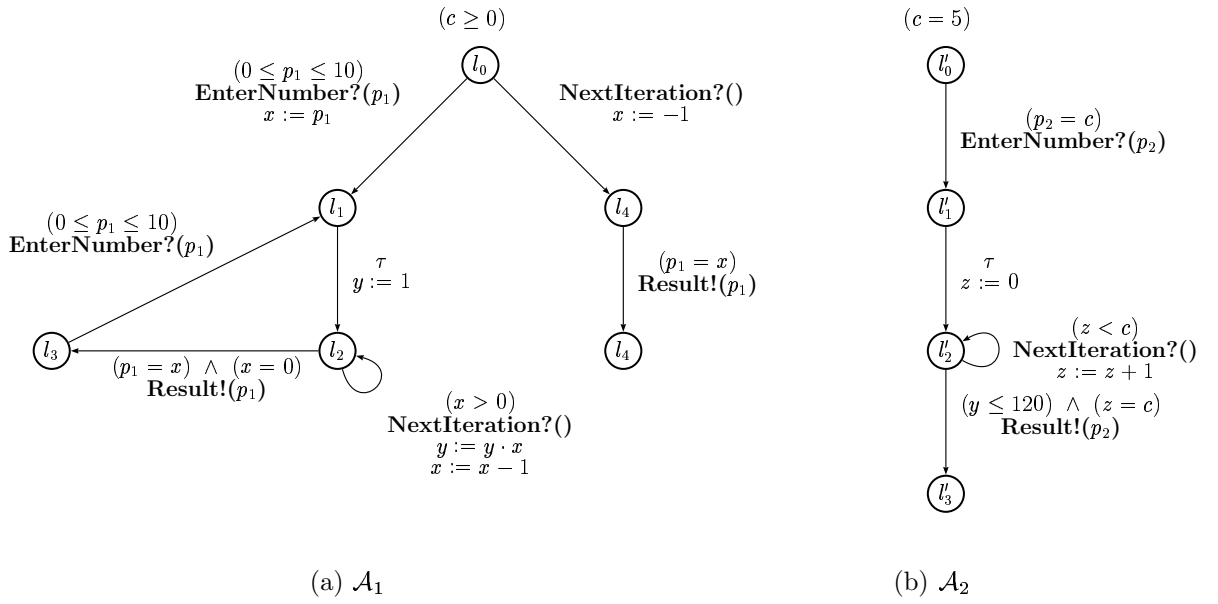 (c ≥ 0)
l₀
(0 ≤ p₁ ≤ 10)
EnterNumber?(p₁)
x := p₁
NextIteration?()
x := −1
l₁
l₄
(0 ≤ p₁ ≤ 10)
EnterNumber?(p₁)
τ
y := 1
(p₁ = x)
Result!(p₁)
l₃
l₂
l₄
(p₁ = x) ∧ (x = 0)
Result!(p₁)
(x > 0)
NextIteration?()
y := y · x
x := x − 1
(a) 𝒜₁
(c = 5)
l′₀
(p₂ = c)
EnterNumber?(p₂)
l′₁
τ
z := 0
l′₂
(z < c)
NextIteration?()
z := z + 1
(y ≤ 120) ∧ (z = c)
Result!(p₂)
l′₃
(b) 𝒜₂